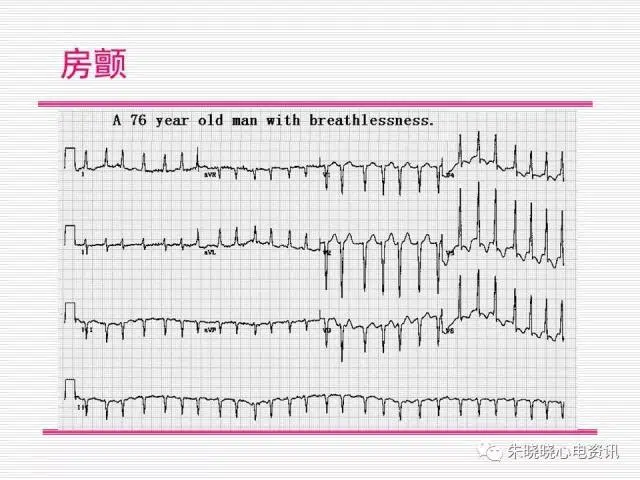 房颤
A 76 year old man with breathlessness.
I aVR V1 V4
II aVL V2 V5
III aVF V3 V6
朱晓晓心电资讯